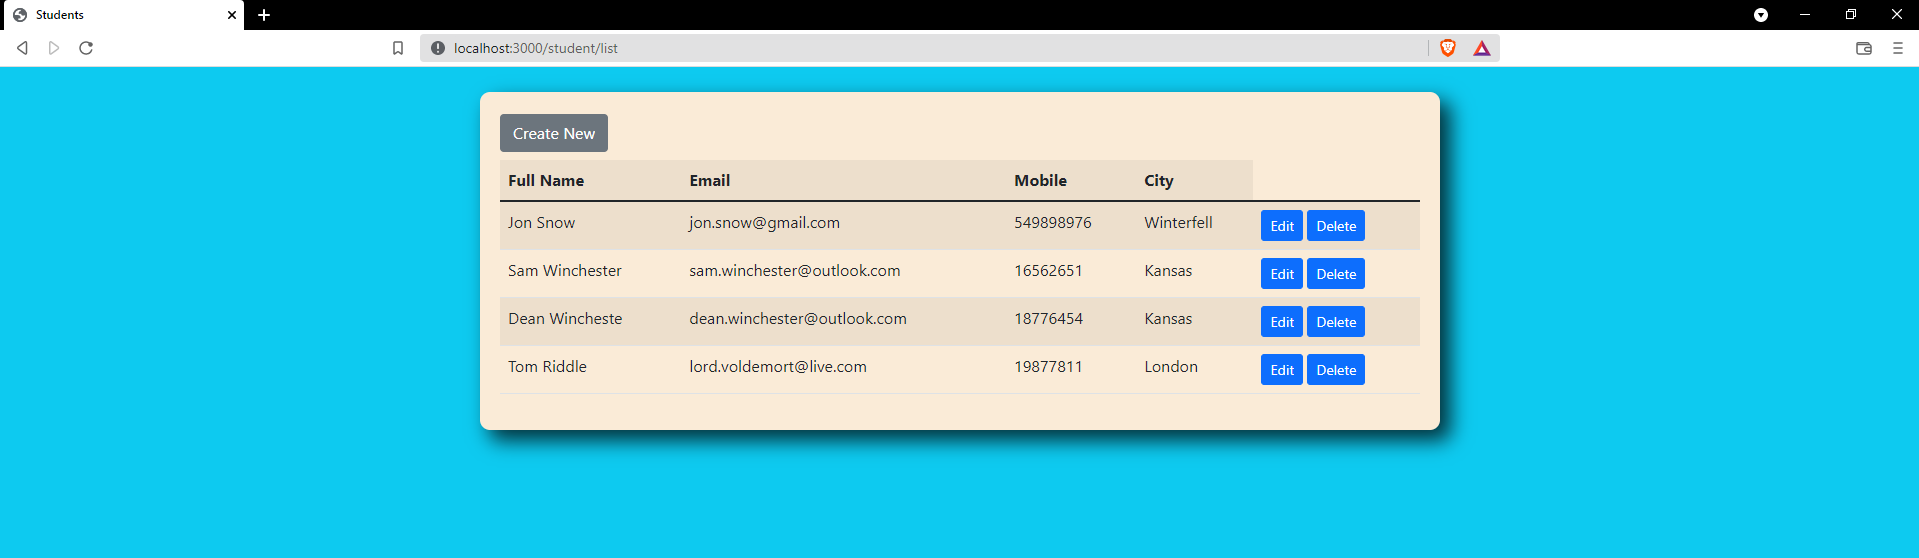 Students
localhost:3000/student/list
Create New
Full Name Email Mobile City
Jon Snow jon.snow@gmail.com 549898976 Winterfell Edit Delete
Sam Winchester sam.winchester@outlook.com 16562651 Kansas Edit Delete
Dean Wincheste dean.winchester@outlook.com 18776454 Kansas Edit Delete
Tom Riddle lord.voldemort@live.com 19877811 London Edit Delete